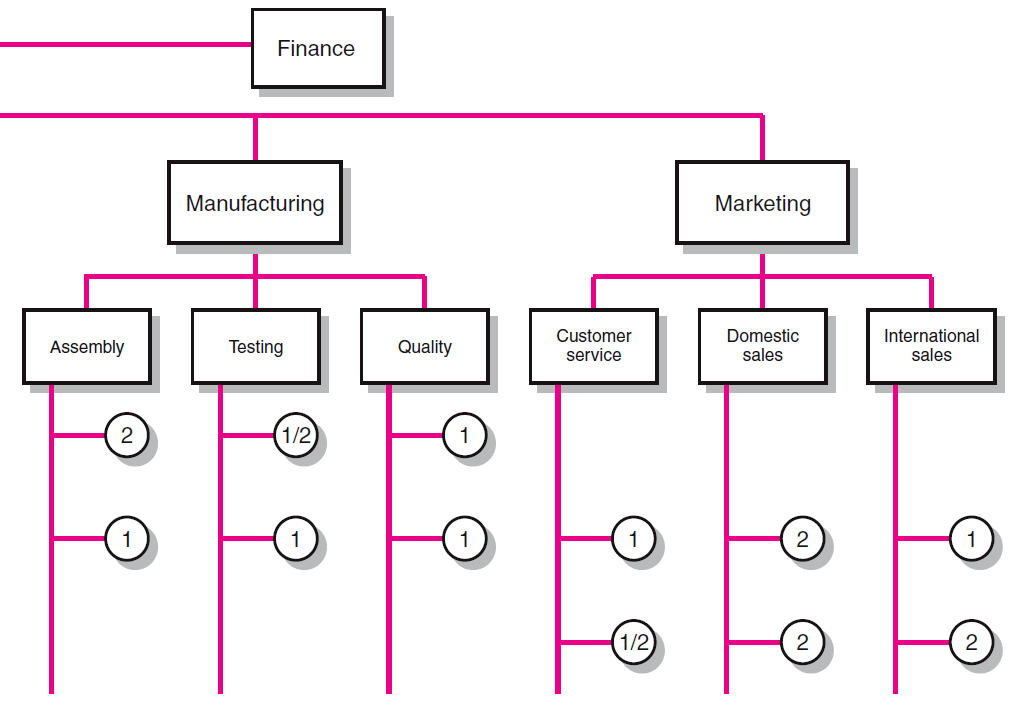 Finance
Manufacturing
Marketing
Assembly
Testing
Quality
Customer
service
Domestic
sales
International
sales
2
1/2
1
1
1
1
1
2
1
1/2
2
2